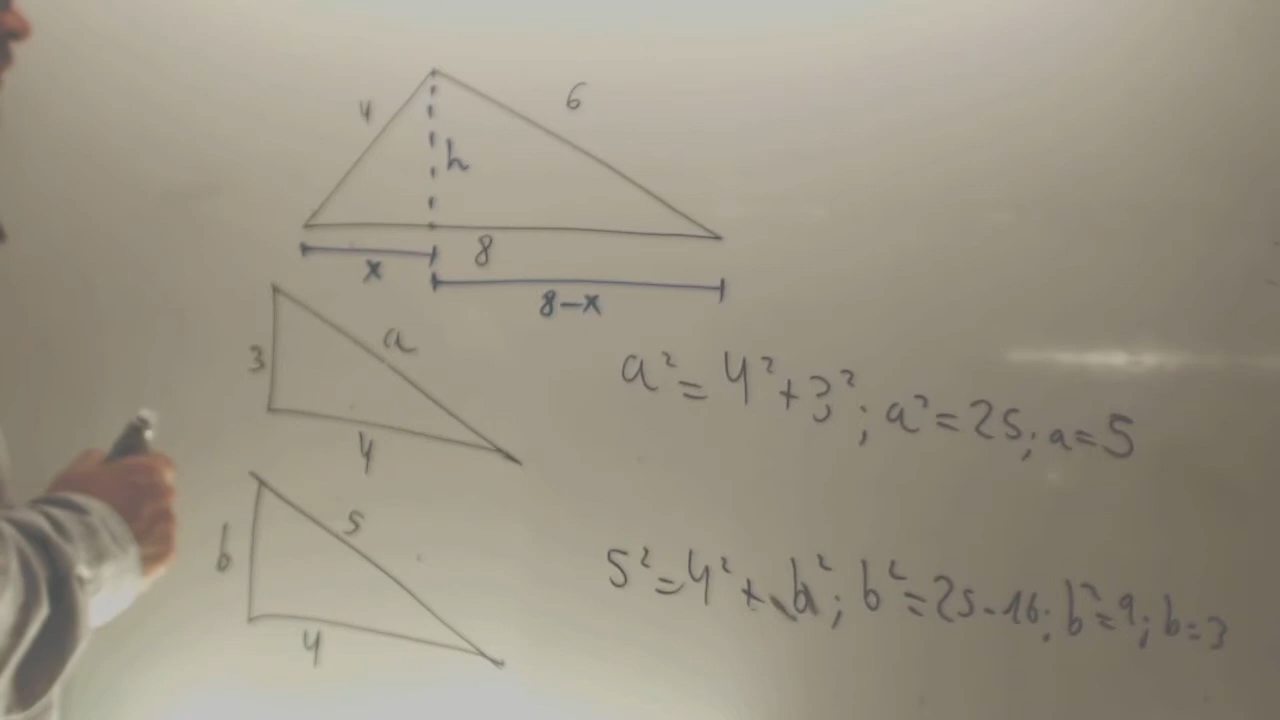 4
6
h
8
x
8-x
3
a
4
a² = 4² + 3² ; a² = 25 ; a = 5
b
5
4
5² = 4² + b² ; b² = 25 - 16 ; b² = 9 ; b = 3